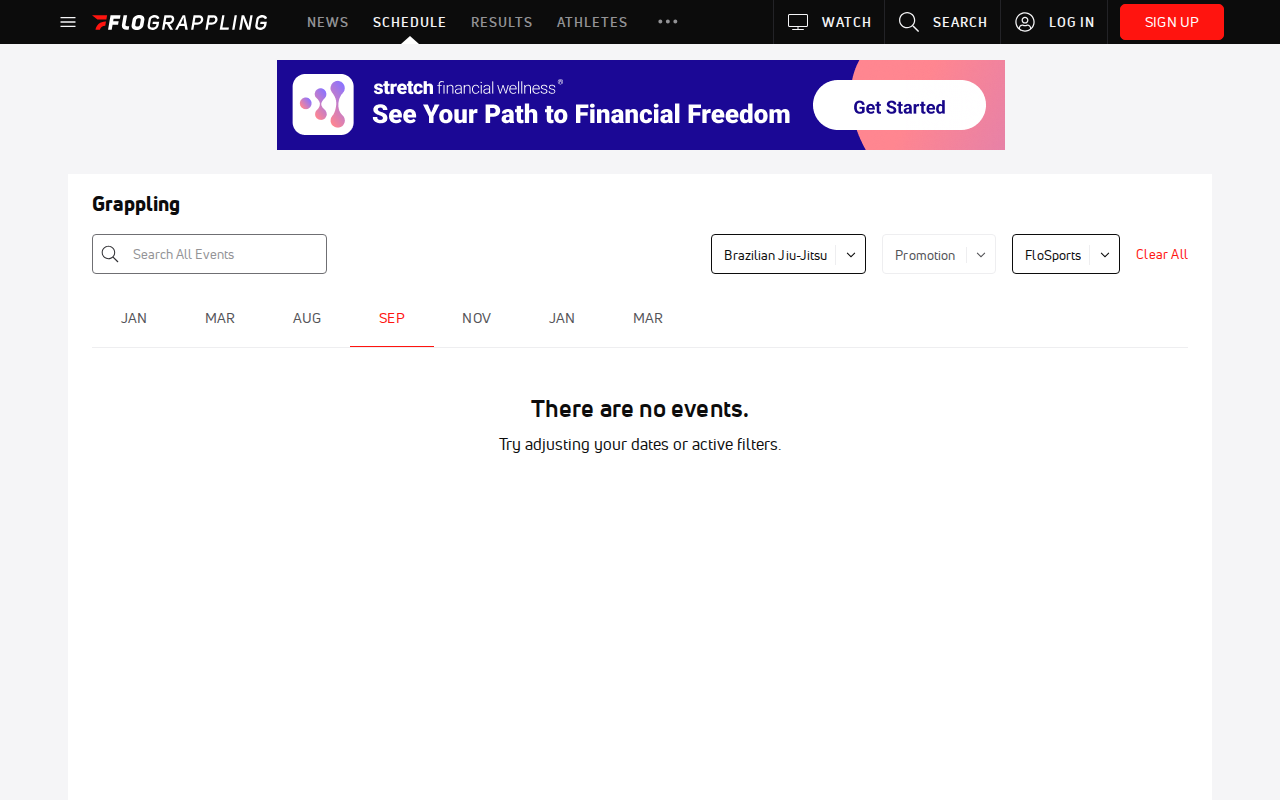 FLOGRAPPLING
NEWS
SCHEDULE
RESULTS
ATHLETES
WATCH
SEARCH
LOG IN
SIGN UP
stretch financial wellness®
See Your Path to Financial Freedom
Get Started
Grappling
Search All Events
Brazilian Jiu-Jitsu
Promotion
FloSports
Clear All
JAN
MAR
AUG
SEP
NOV
JAN
MAR
There are no events.
Try adjusting your dates or active filters.